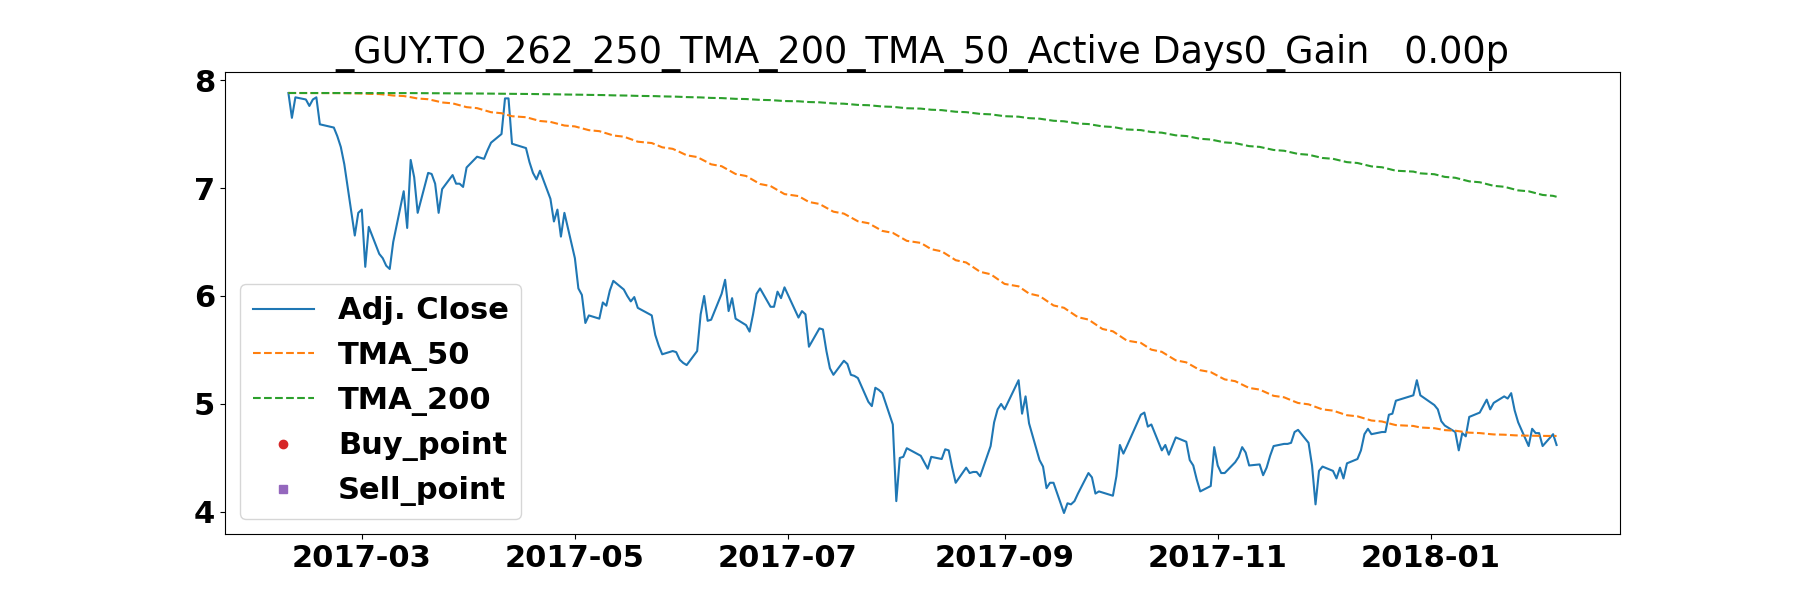 _GUY.TO_262_250_TMA_200_TMA_50_Active Days0_Gain   0.00p
8
7
6
5
4
Adj. Close
TMA_50
TMA_200
Buy_point
Sell_point
2017-03 2017-05 2017-07 2017-09 2017-11 2018-01